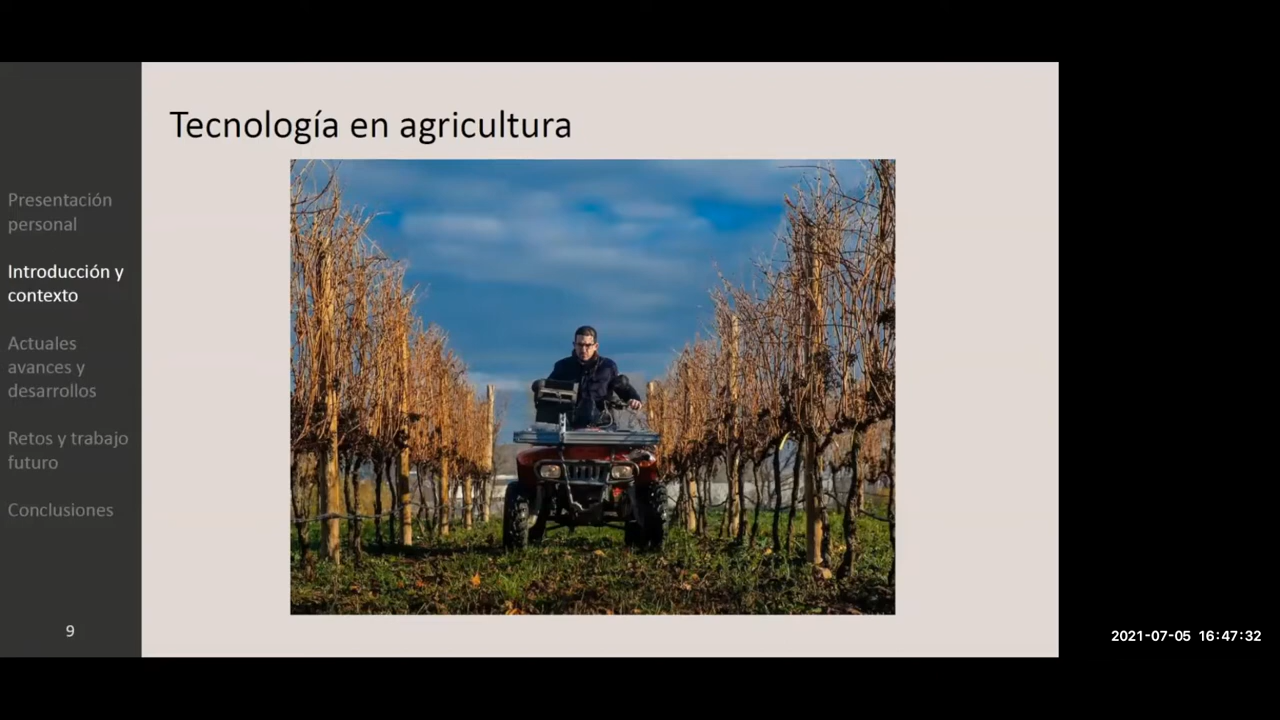 Tecnología en agricultura
Presentación
personal
Introducción y
contexto
Actuales
avances y
desarrollos
Retos y trabajo
futuro
Conclusiones
9
2021-07-05 16:47:32